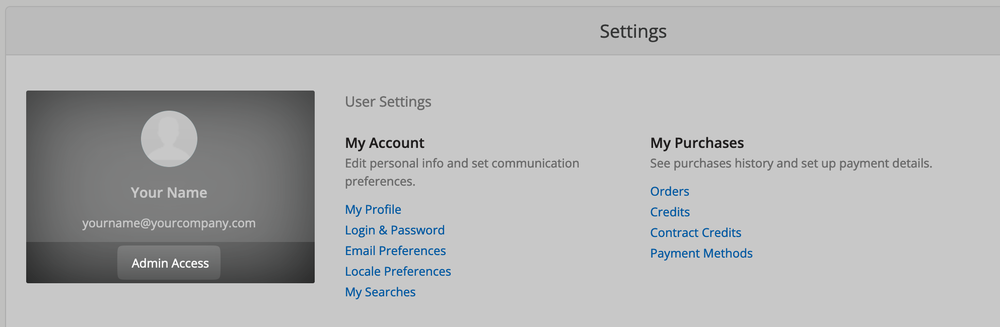 Settings
Your Name
yourname@yourcompany.com
Admin Access
User Settings
My Account
Edit personal info and set communication
preferences.
My Profile
Login & Password
Email Preferences
Locale Preferences
My Searches
My Purchases
See purchases history and set up payment details.
Orders
Credits
Contract Credits
Payment Methods